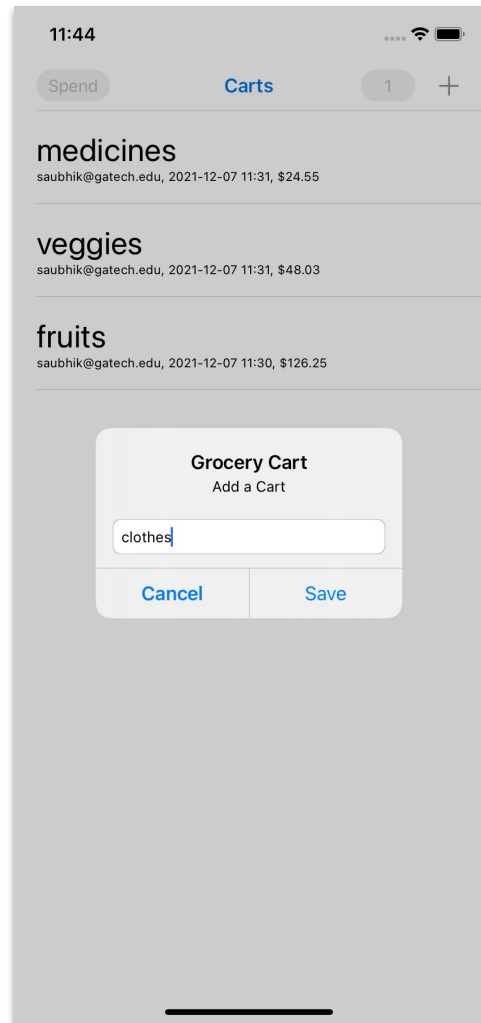 11:44
Spend Carts 1 +
medicines
saubhik@gatech.edu, 2021-12-07 11:31, $24.55
veggies
saubhik@gatech.edu, 2021-12-07 11:31, $48.03
fruits
saubhik@gatech.edu, 2021-12-07 11:30, $126.25
Grocery Cart
Add a Cart
clothes
Cancel Save